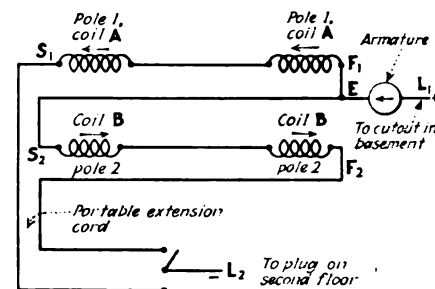 Pole 1,
coil A
Pole 1,
coil A
Armature
S1
F1
E
L1
To cutout in
basement
Coil B
Coil B
S2
pole 2
pole 2
F2
Portable extension
cord
L2
To plug on
second floor